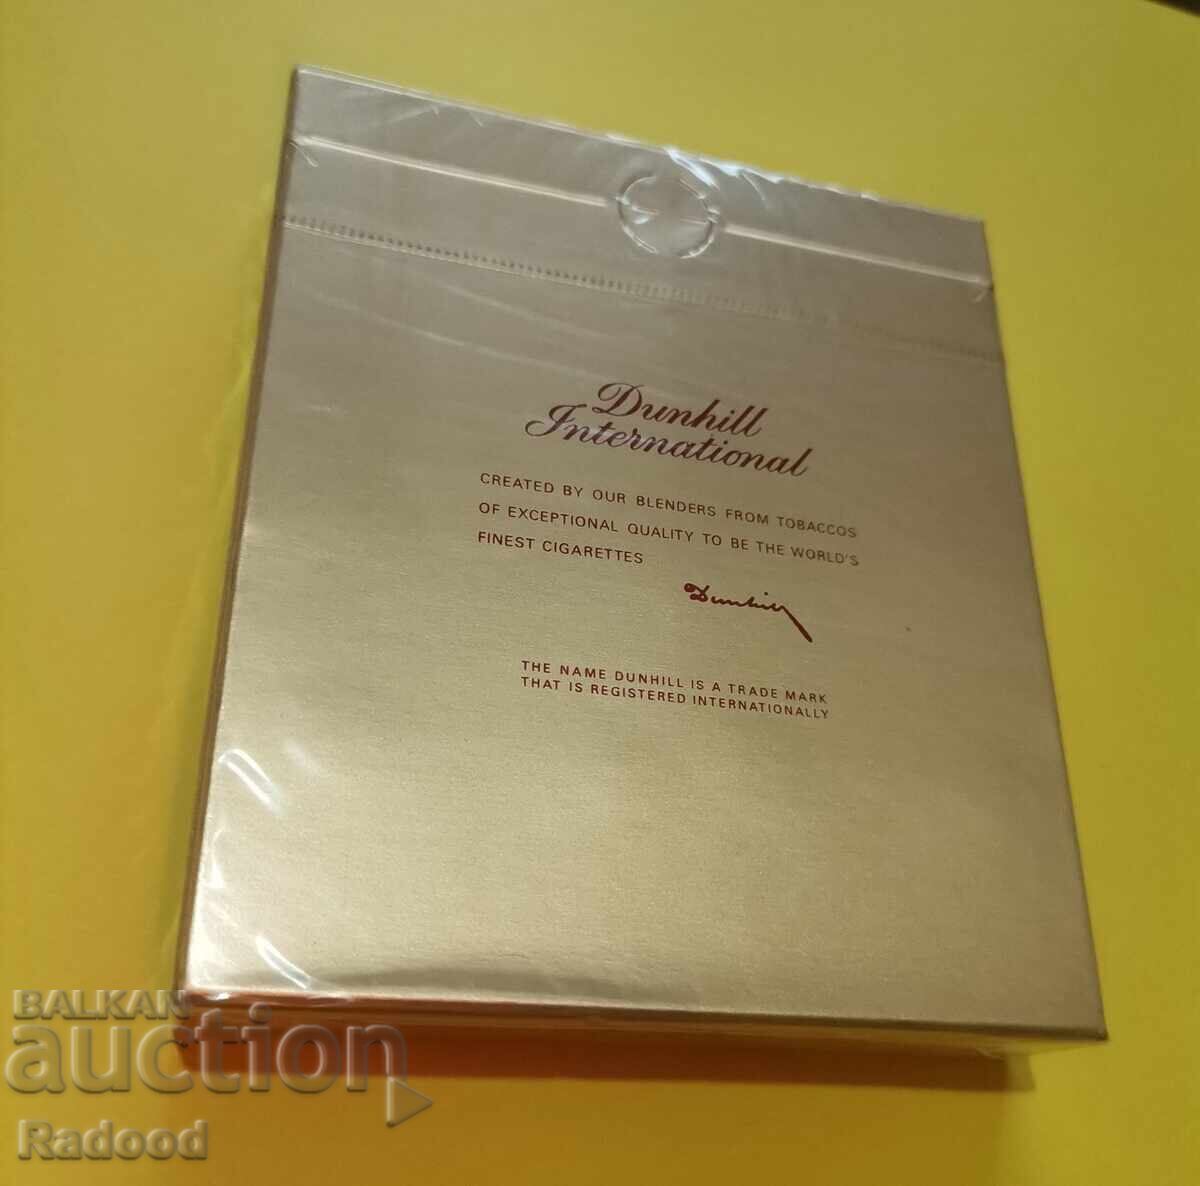 Dunhill
International
CREATED BY OUR BLENDERS FROM TOBACCOS
OF EXCEPTIONAL QUALITY TO BE THE WORLD'S
FINEST CIGARETTES
Dunhill
THE NAME DUNHILL IS A TRADE MARK
THAT IS REGISTERED INTERNATIONALLY
BALKAN
auction
Radood